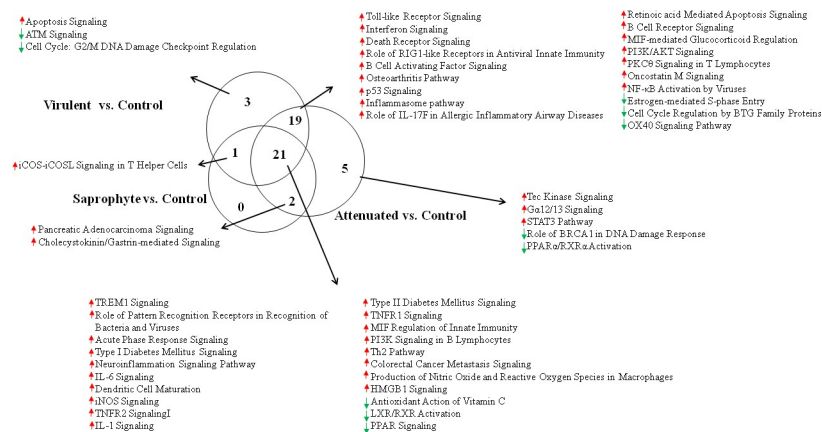 Apoptosis Signaling
ATM Signaling
Cell Cycle: G2/M DNA Damage Checkpoint Regulation
Toll-like Receptor Signaling
Interferon Signaling
Death Receptor Signaling
Role of RIG1-like Receptors in Antiviral Innate Immunity
B Cell Activating Factor Signaling
Osteoarthritis Pathway
p53 Signaling
Inflammasome pathway
Role of IL-17F in Allergic Inflammatory Airway Diseases
Retinoic acid Mediated Apoptosis Signaling
B Cell Receptor Signaling
MIF-mediated Glucocorticoid Regulation
PI3K/AKT Signaling
PKCθ Signaling in T Lymphocytes
Oncostatin M Signaling
NF-κB Activation by Viruses
Estrogen-mediated S-phase Entry
Cell Cycle Regulation by BTG Family Proteins
OX40 Signaling Pathway
Virulent vs. Control
3
19
1
21
5
0
2
iCOS-iCOSL Signaling in T Helper Cells
Saprophyte vs. Control
Attenuated vs. Control
Pancreatic Adenocarcinoma Signaling
Cholecystokinin/Gastrin-mediated Signaling
Tec Kinase Signaling
Gα12/13 Signaling
STAT3 Pathway
Role of BRCA1 in DNA Damage Response
PPARα/RXRα Activation
TREM1 Signaling
Role of Pattern Recognition Receptors in Recognition of
Bacteria and Viruses
Acute Phase Response Signaling
Type I Diabetes Mellitus Signaling
Neuroinflammation Signaling Pathway
IL-6 Signaling
Dendritic Cell Maturation
iNOS Signaling
TNFR2 SignalingI
IL-1 Signaling
Type II Diabetes Mellitus Signaling
TNFR1 Signaling
MIF Regulation of Innate Immunity
PI3K Signaling in B Lymphocytes
Th2 Pathway
Colorectal Cancer Metastasis Signaling
Production of Nitric Oxide and Reactive Oxygen Species in Macrophages
HMGB1 Signaling
Antioxidant Action of Vitamin C
LXR/RXR Activation
PPAR Signaling